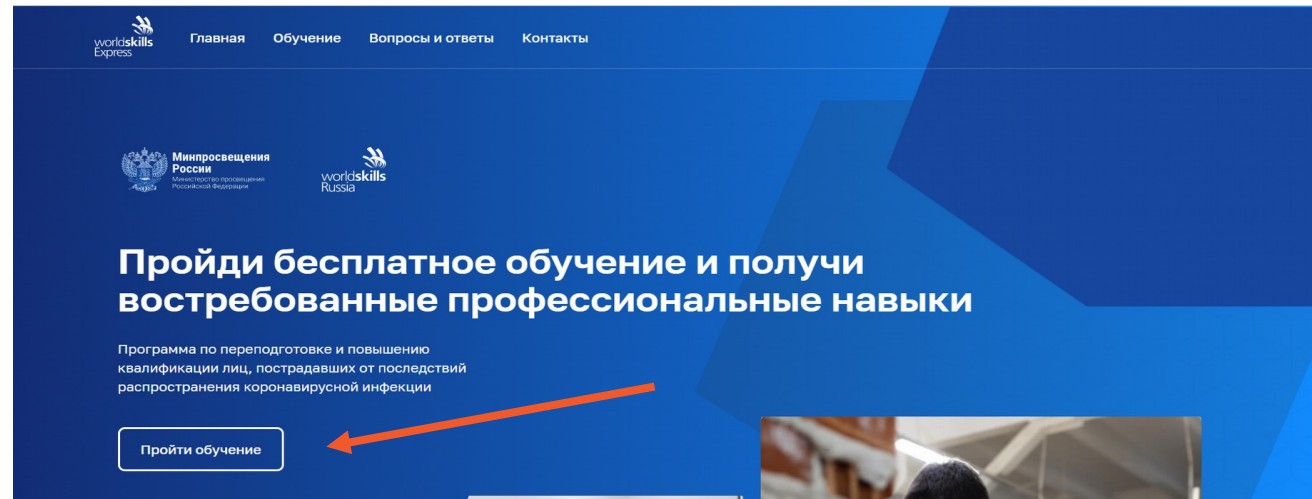 worldskills
Express
Главная Обучение Вопросы и ответы Контакты
Минпросвещения
России
Министерство просвещения
Российской Федерации
worldskills
Russia
Пройди бесплатное обучение и получи
востребованные профессиональные навыки
Программа по переподготовке и повышению
квалификации лиц, пострадавших от последствий
распространения коронавирусной инфекции
Пройти обучение